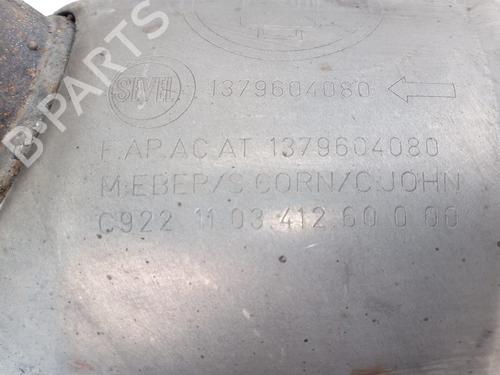 SEVEL 1379604080
F.AP.AC AT 1379604080
M:EBER/S:CORN/C:JOHN
C922 11 03.412.60 0 00
B-PARTS